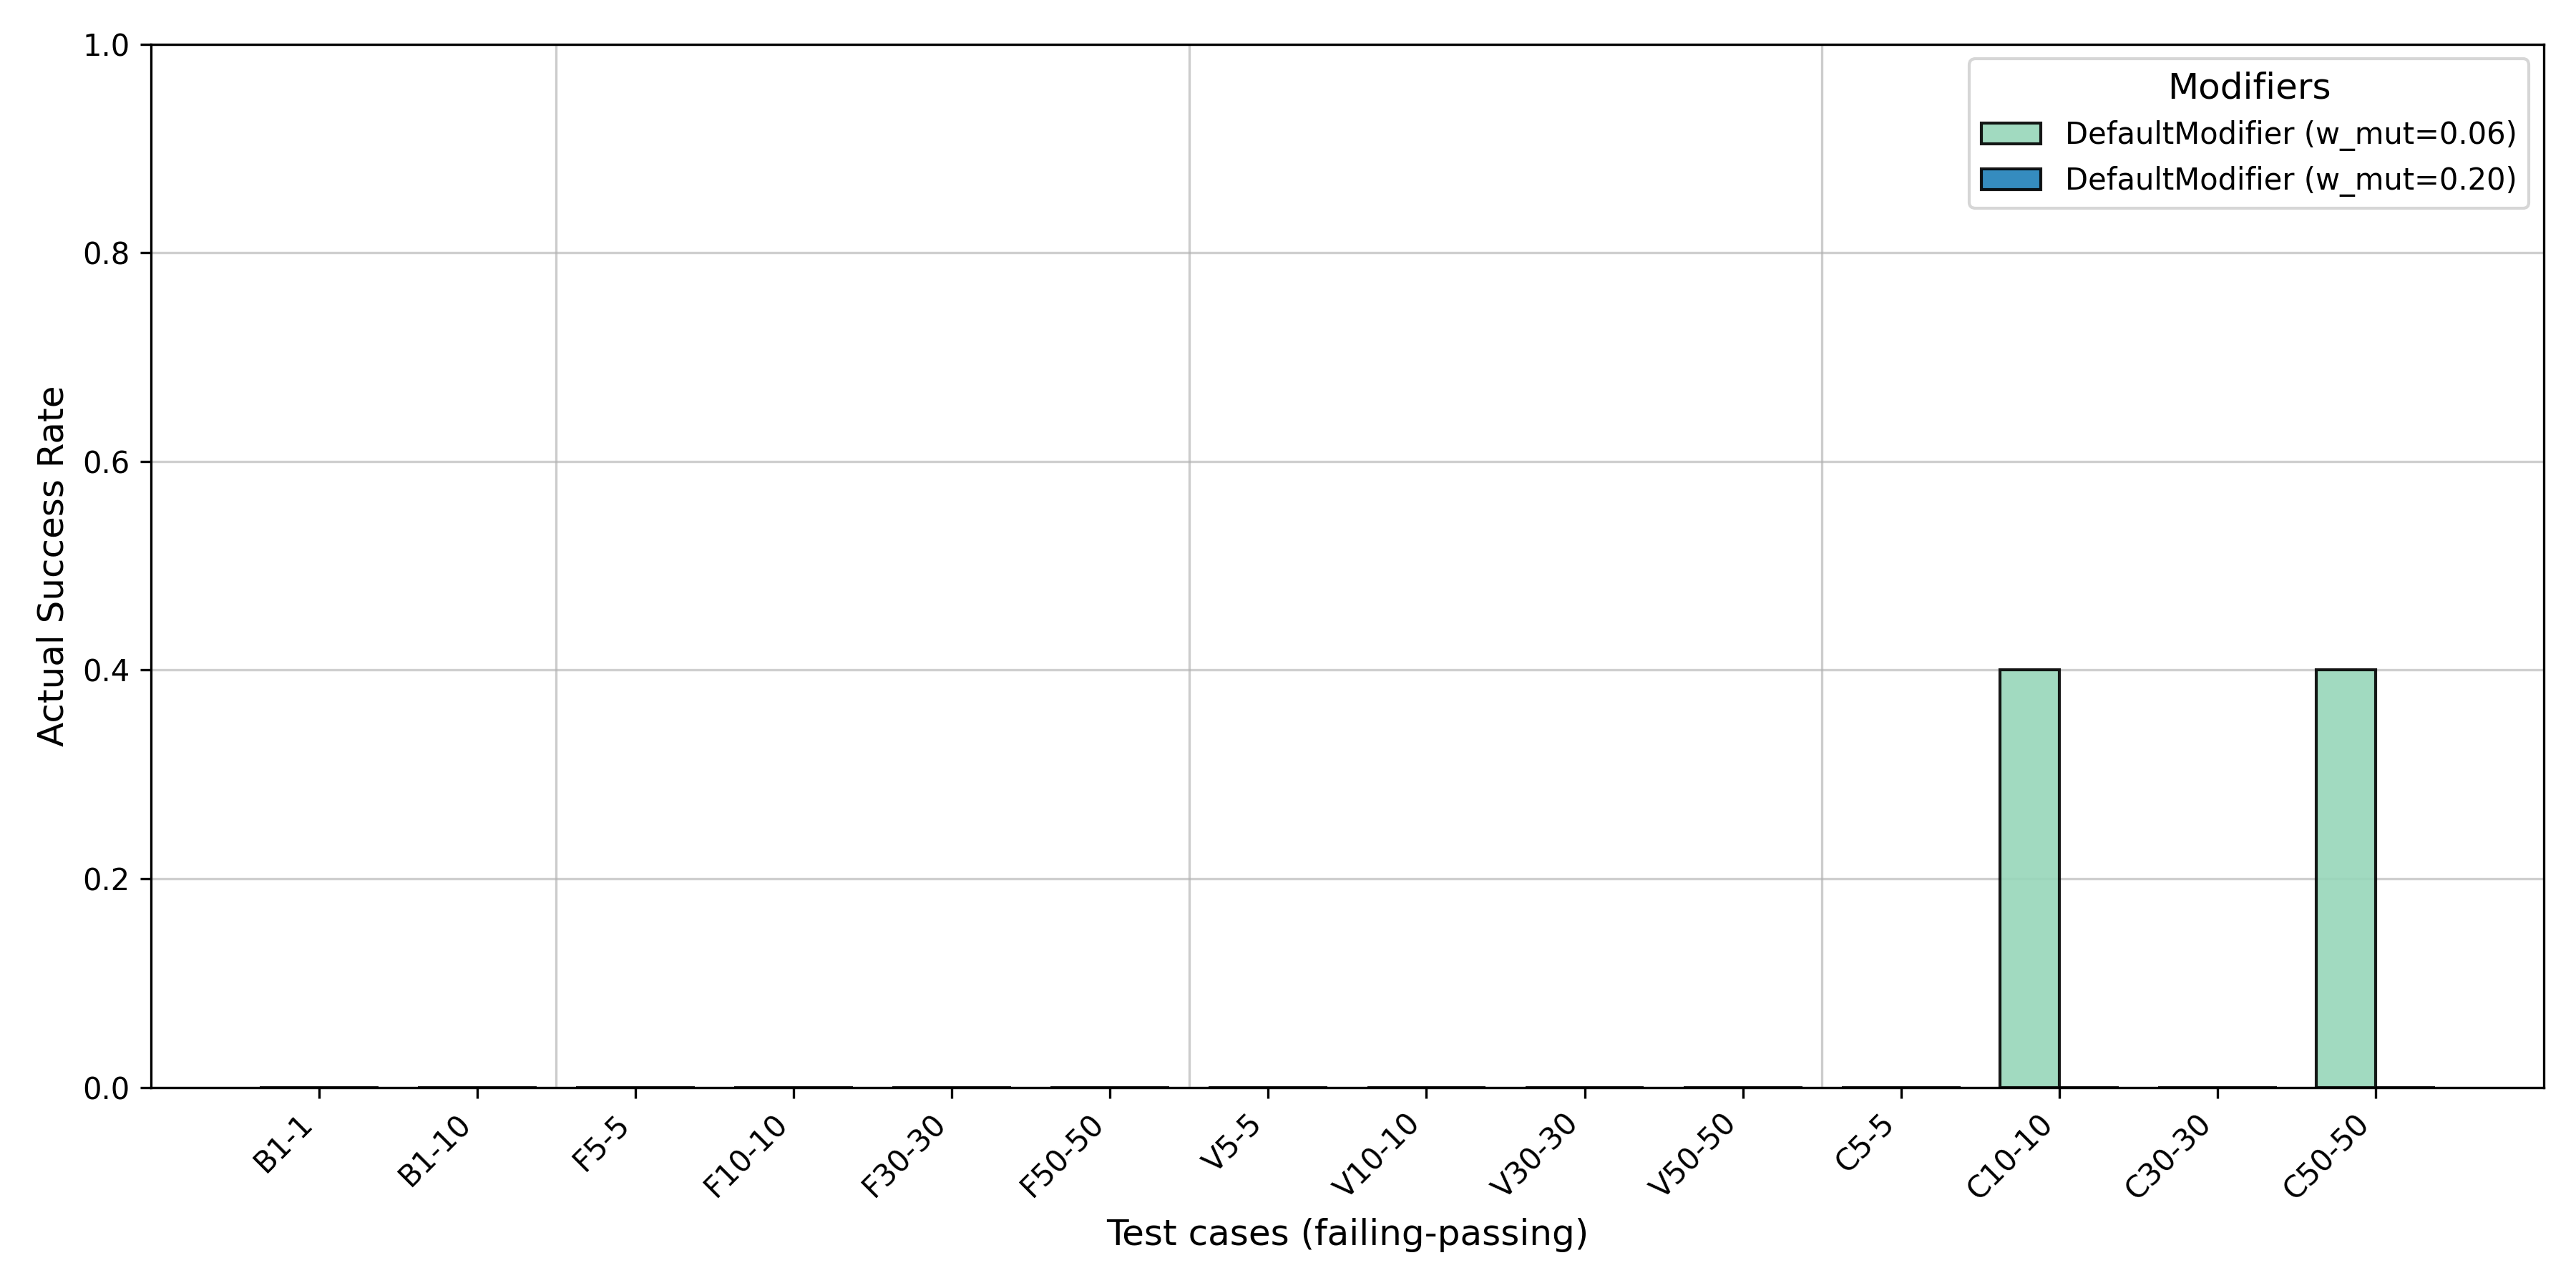 1.0
0.8
0.6
0.4
0.2
0.0
Actual Success Rate
Modifiers
DefaultModifier (w_mut=0.06)
DefaultModifier (w_mut=0.20)
B1-1
B1-10
F5-5
F10-10
F30-30
F50-50
V5-5
V10-10
V30-30
V50-50
C5-5
C10-10
C30-30
C50-50
Test cases (failing-passing)